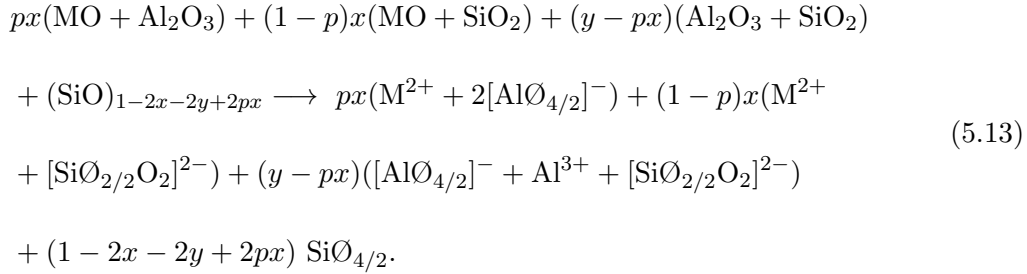 px(MO + Al₂O₃) + (1 − p)x(MO + SiO₂) + (y − px)(Al₂O₃ + SiO₂)
+ (SiO)₁₋₂ₓ₋₂ᵧ₊₂ₚₓ ⟶ px(M²⁺ + 2[AlØ₄/₂]⁻) + (1 − p)x(M²⁺
(5.13)
+ [SiØ₂/₂O₂]²⁻) + (y − px)([AlØ₄/₂]⁻ + Al³⁺ + [SiØ₂/₂O₂]²⁻)
+ (1 − 2x − 2y + 2px) SiØ₄/₂.